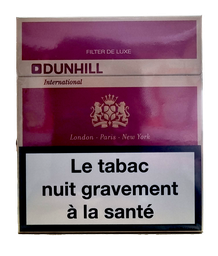 FILTER DE LUXE
DUNHILL
International
London - Paris - New York
Le tabac
nuit gravement
à la santé